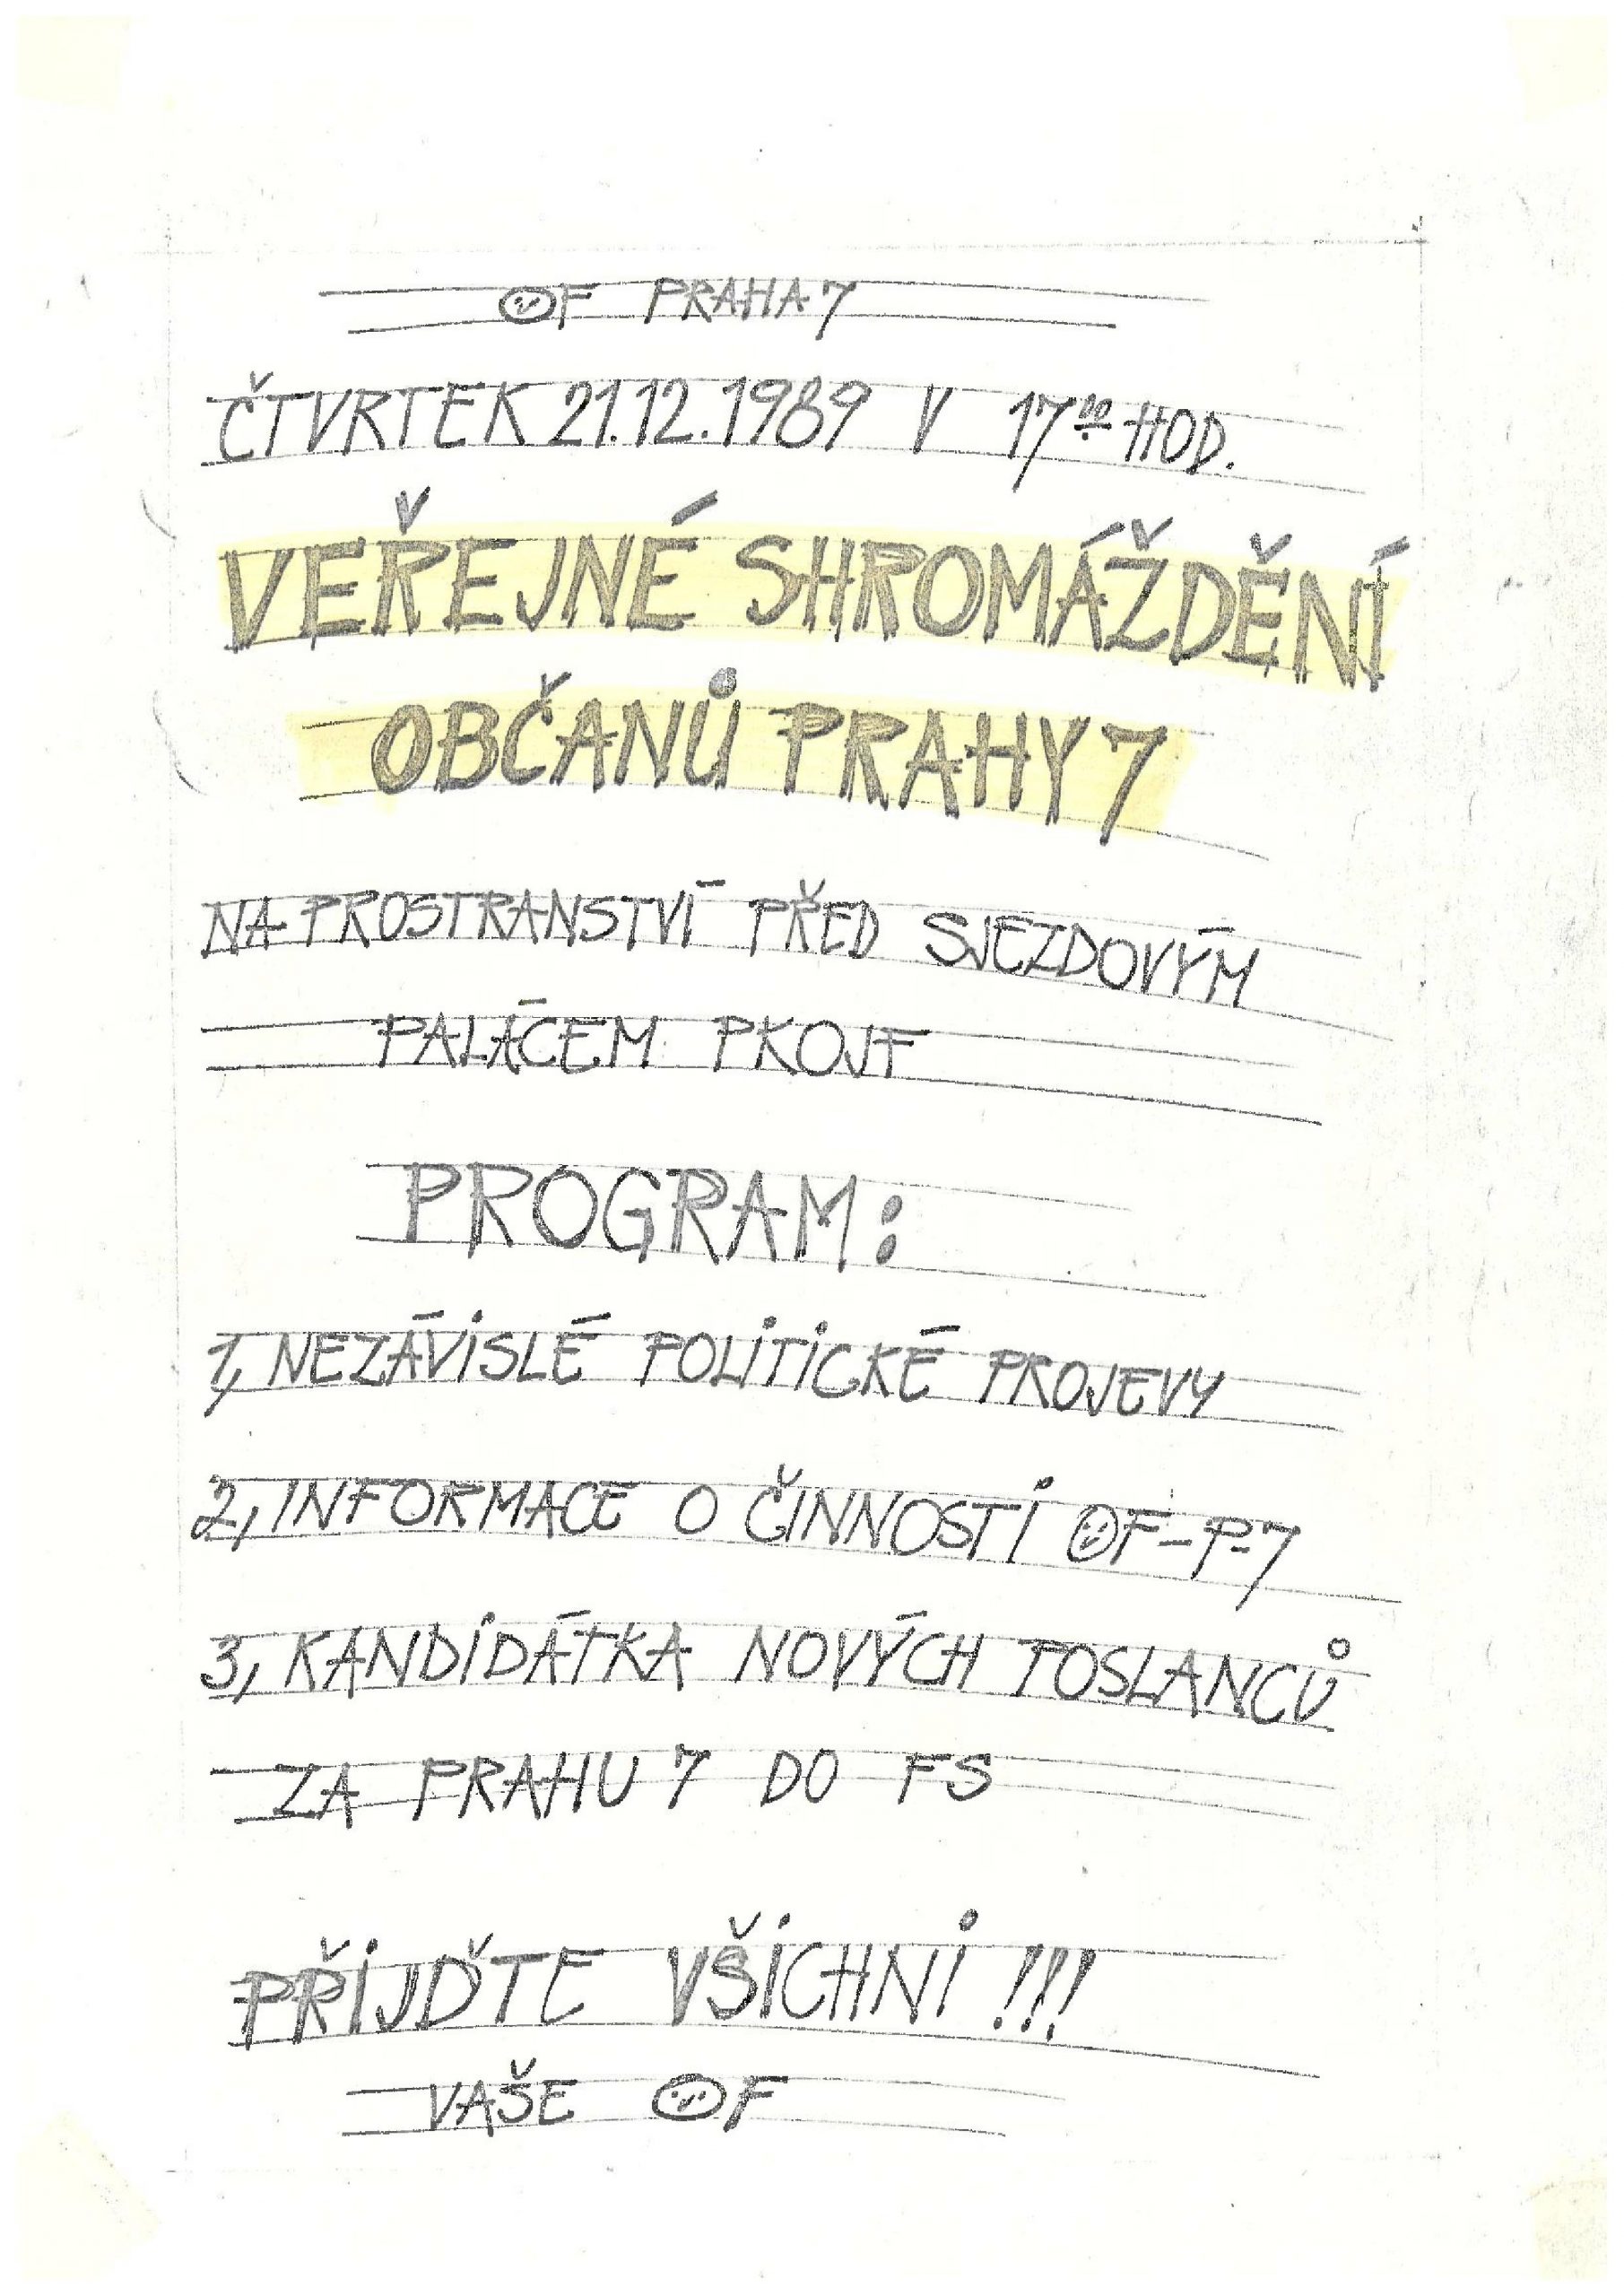 OF PRAHA 7
ČTVRTEK 21.12.1989 V 17⁰⁰ HOD.
VEŘEJNÉ SHROMÁŽDĚNÍ
OBČANŮ PRAHY 7
NA PROSTRANSTVÍ PŘED SJEZDOVÝM
PALÁCEM PKOJF
PROGRAM:
1, NEZÁVISLÉ POLITICKÉ PROJEVY
2, INFORMACE O ČINNOSTI OF-P-7
3, KANDIDÁTKA NOVÝCH POSLANCŮ
ZA PRAHU 7 DO FS
PŘIJĎTE VŠICHNI !!!
VAŠE OF